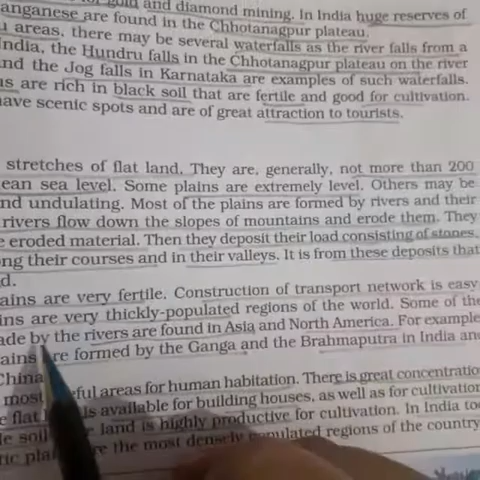 for gold and diamond mining. In India huge reserves of
anganese are found in the Chhotanagpur plateau.
u areas, there may be several waterfalls as the river falls from a
India, the Hundru falls in the Chhotanagpur plateau on the river
nd the Jog falls in Karnataka are examples of such waterfalls.
us are rich in black soil that are fertile and good for cultivation.
have scenic spots and are of great attraction to tourists.
stretches of flat land. They are, generally, not more than 200
ean sea level. Some plains are extremely level. Others may be
nd undulating. Most of the plains are formed by rivers and their
rivers flow down the slopes of mountains and erode them. They
e eroded material. Then they deposit their load consisting of stones,
ong their courses and in their valleys. It is from these deposits that
d.
ains are very fertile. Construction of transport network is easy
ins are very thickly-populated regions of the world. Some of the
ade by the rivers are found in Asia and North America. For example
ains are formed by the Ganga and the Brahmaputra in India an
China
most eful areas for human habitation. There is great concentratio
e flat is available for building houses, as well as for cultivation
le soil land is highly productive for cultivation. In India too
ic pla re the most densely populated regions of the country